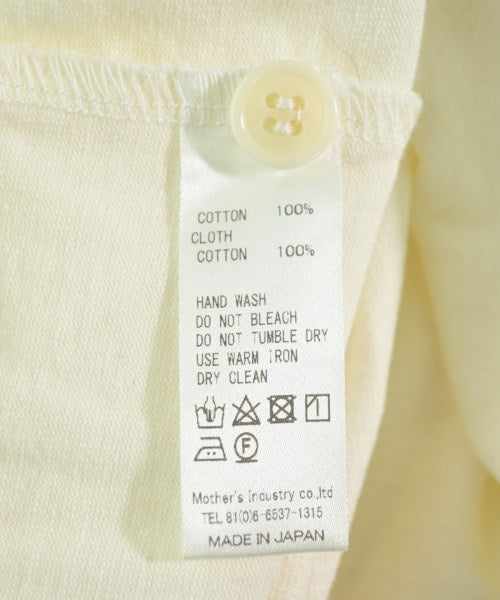 COTTON 100%
CLOTH
COTTON 100%
HAND WASH
DO NOT BLEACH
DO NOT TUMBLE DRY
USE WARM IRON
DRY CLEAN
F
Mother's Industry co.,ltd
TEL 81(0)6-6537-1315
MADE IN JAPAN